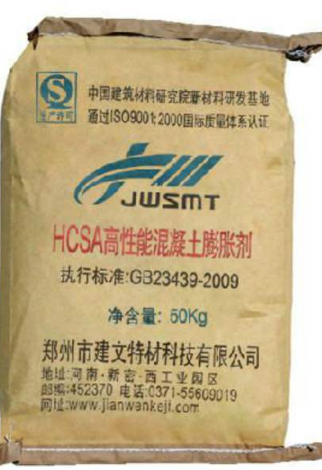 中国建筑材料研究院新材料研发基地
通过ISO9001:2000国标质量体系认证
生产许可
JWSMT
HCSA高性能混凝土膨胀剂
执行标准:GB23439-2009
净含量: 50Kg
郑州市建文特材科技有限公司
地址:河南·新密·西工业园区
邮编:452370 电话:0371-55609019
网址:www.jianwenkeji.com